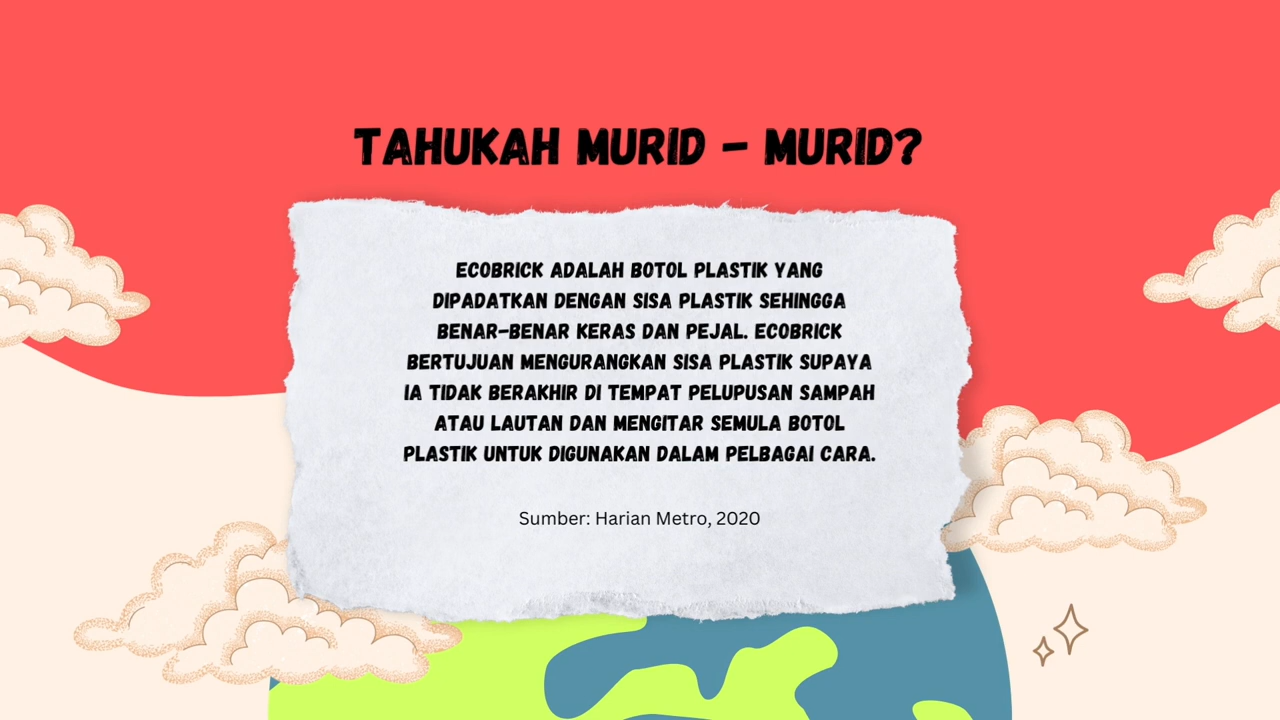 TAHUKAH MURID - MURID?
ECOBRICK ADALAH BOTOL PLASTIK YANG
DIPADATKAN DENGAN SISA PLASTIK SEHINGGA
BENAR-BENAR KERAS DAN PEJAL. ECOBRICK
BERTUJUAN MENGURANGKAN SISA PLASTIK SUPAYA
IA TIDAK BERAKHIR DI TEMPAT PELUPUSAN SAMPAH
ATAU LAUTAN DAN MENGITAR SEMULA BOTOL
PLASTIK UNTUK DIGUNAKAN DALAM PELBAGAI CARA.
Sumber: Harian Metro, 2020